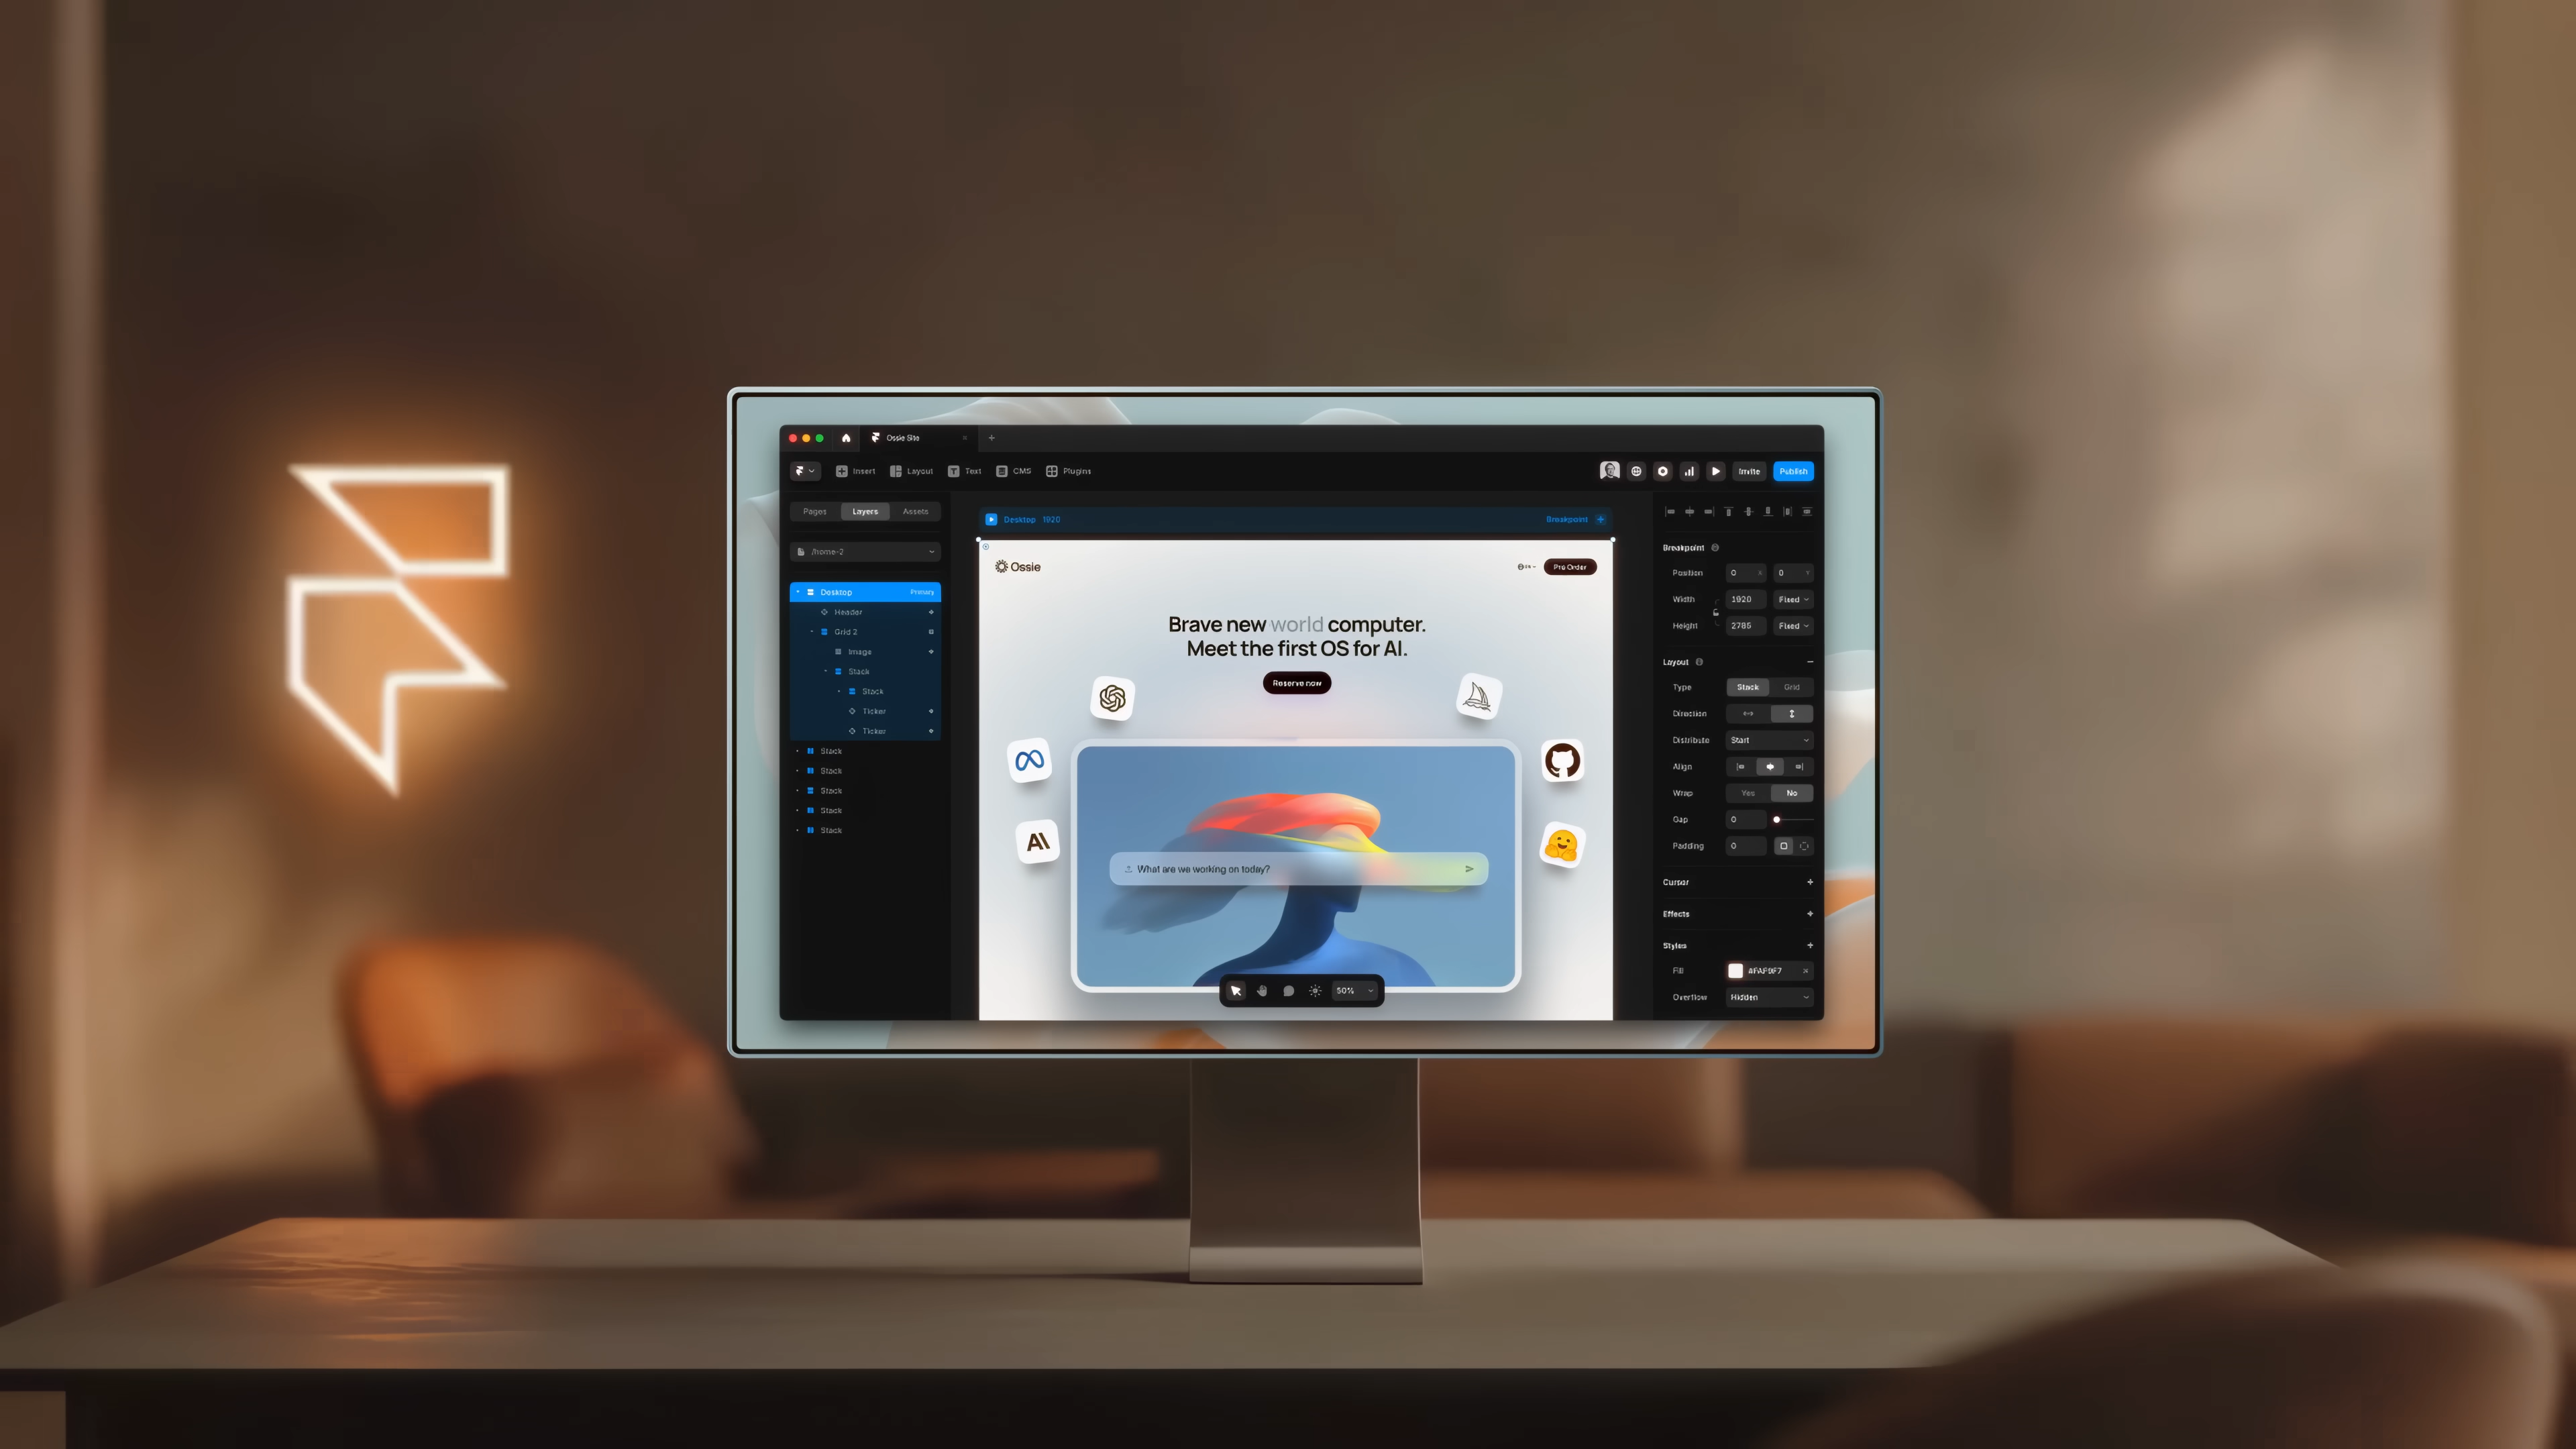 Ossie Site
Insert
Layout
Text
CMS
Plugins
Invite
Publish
Pages
Layers
Assets
/home-2
Desktop
Primary
Header
Grid 2
Image
Stack
Stack
Ticker
Ticker
Stack
Stack
Stack
Stack
Stack
Desktop 1920
Breakpoint
Ossie
Pre Order
Brave new world computer.
Meet the first OS for AI.
Reserve now
What are we working on today?
50%
Breakpoint
Position
0
0
Width
1920
Fixed
Height
2785
Fixed
Layout
Type
Stack
Grid
Direction
Distribute
Start
Align
Wrap
Yes
No
Gap
0
Padding
0
Cursor
Effects
Styles
Fill
Overflow
Hidden